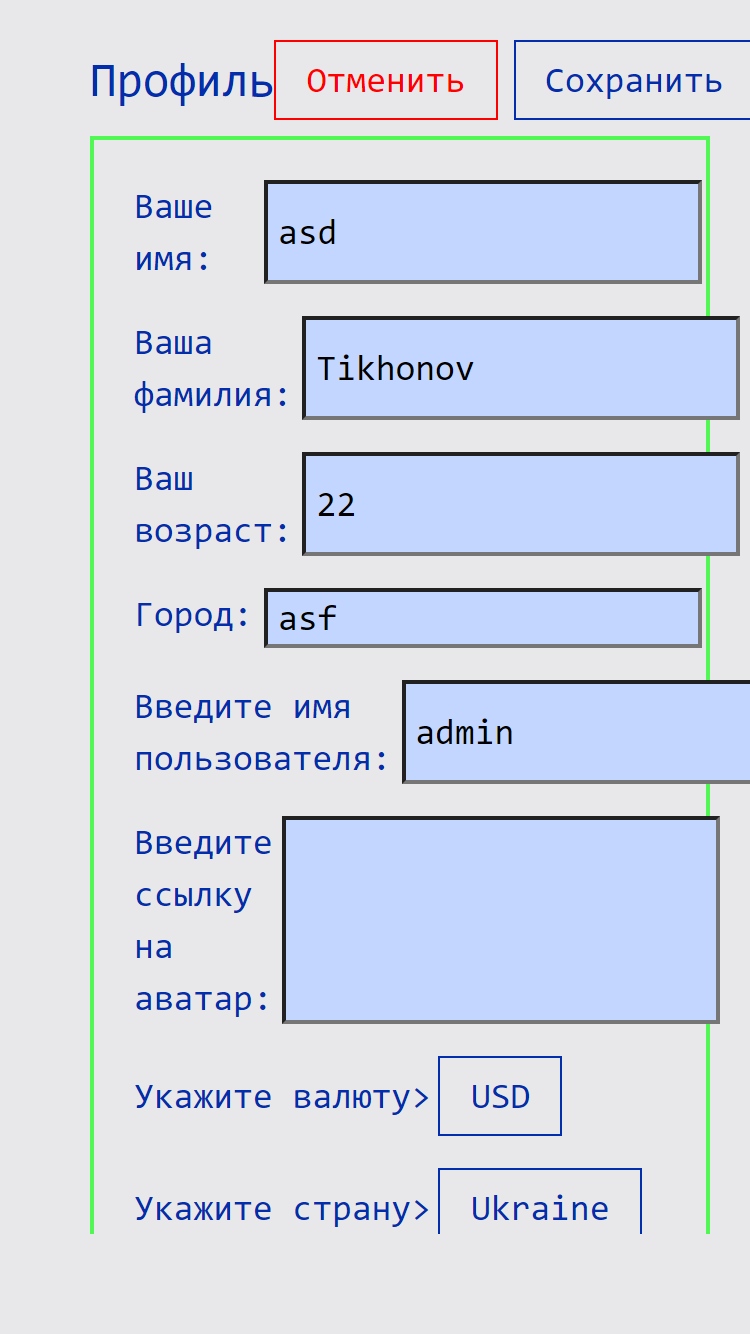 Профиль Отменить Сохранить
Ваше
имя:
asd
Ваша
фамилия:
Tikhonov
Ваш
возраст:
22
Город: asf
Введите имя
пользователя:
admin
Введите
ссылку
на
аватар:
Укажите валюту> USD
Укажите страну> Ukraine